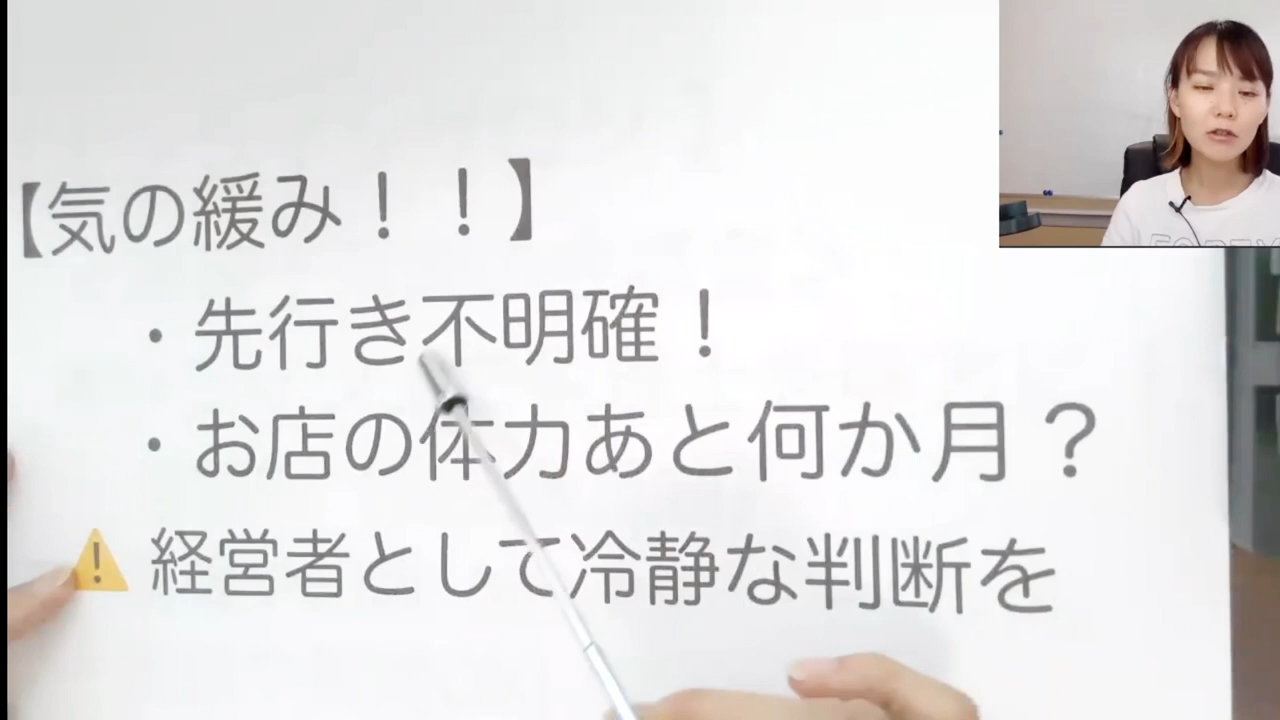 【気の緩み！！】
・先行き不明確！
・お店の体力あと何か月？
⚠経営者として冷静な判断を